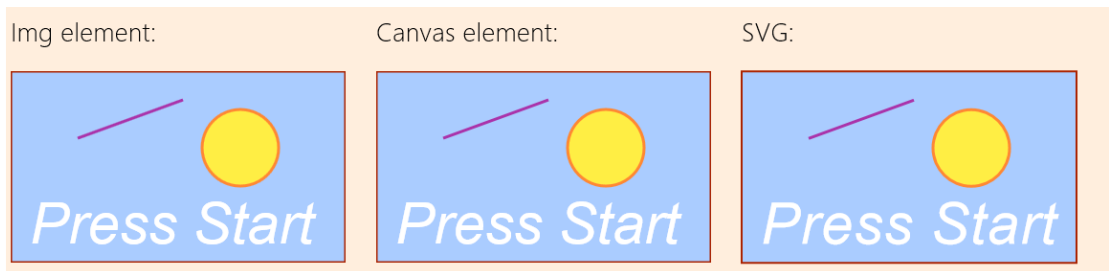 Img element:
Canvas element:
SVG:
Press Start
Press Start
Press Start